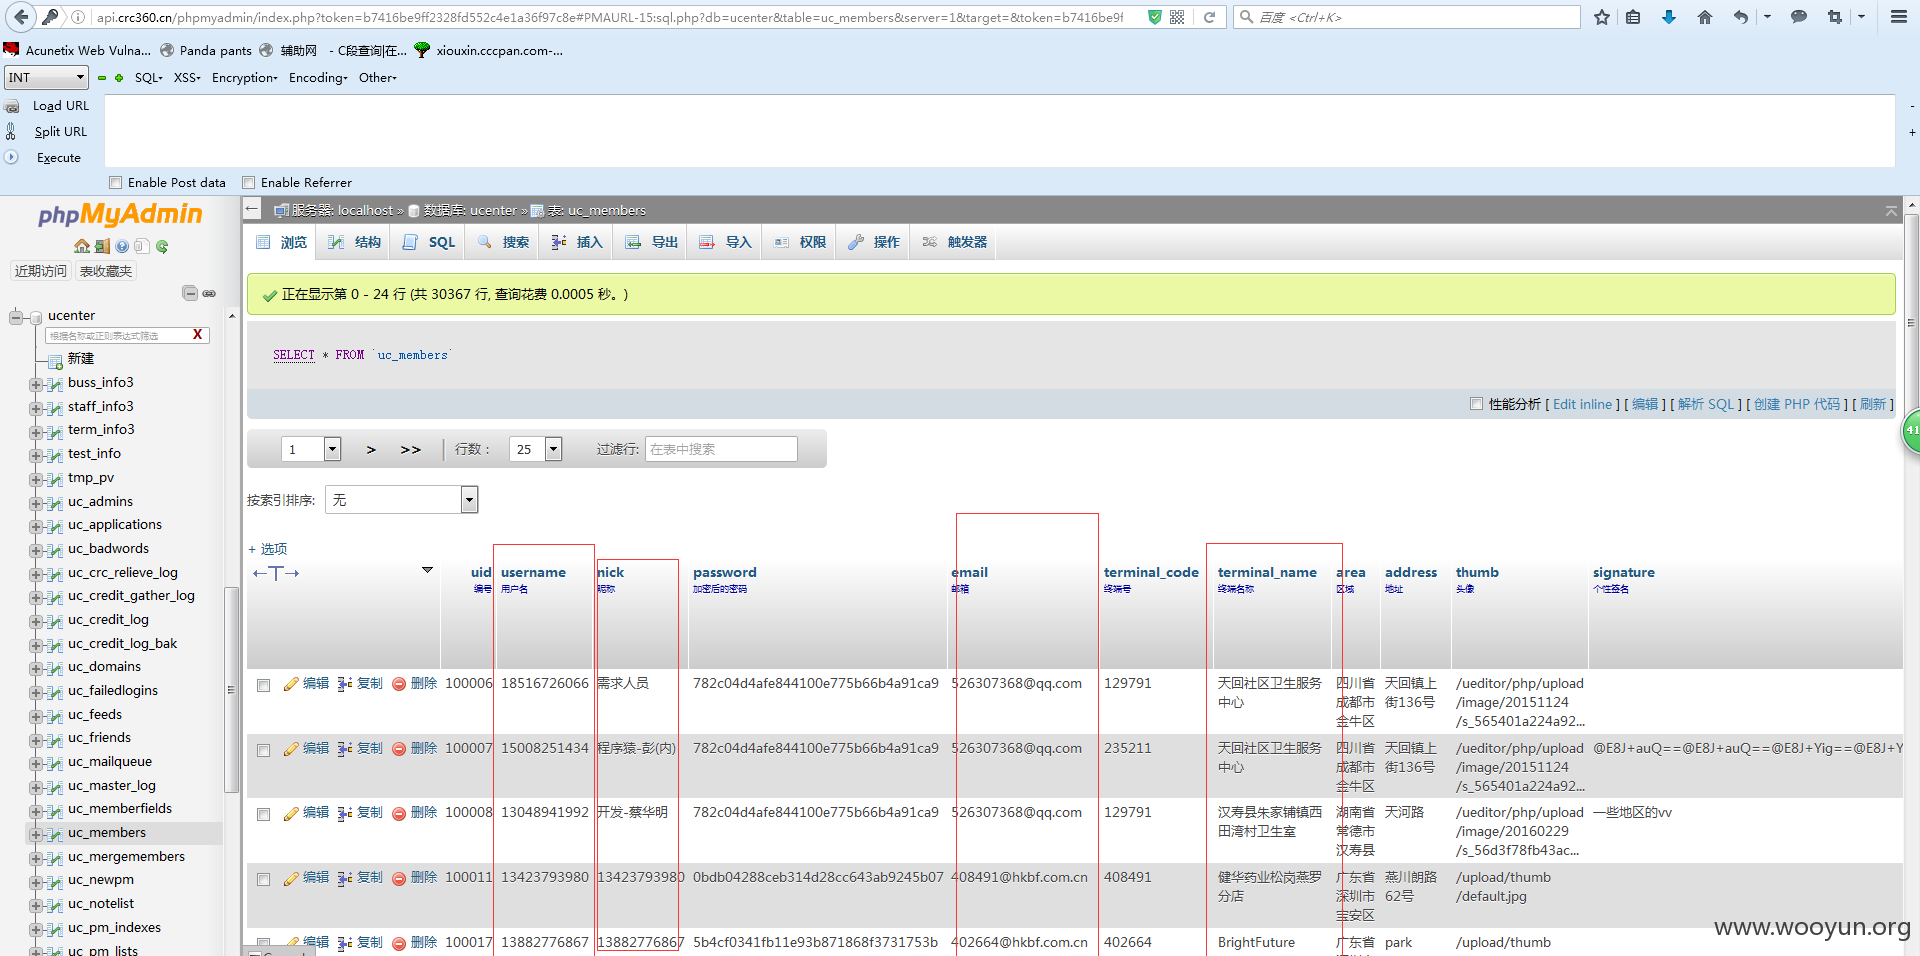 api.crc360.cn/phpmyadmin/index.php?token=b7416be9ff2328fd552c4e1a36f97c8e#PMAURL-15:sql.php?db=ucenter&table=uc_members&server=1&target=&token=b7416be9f
百度 <Ctrl+K>
Acunetix Web Vulna... Panda pants 辅助网 - C段查询|在... xiouxin.cccpan.com-...
INT SQL- XSS- Encryption- Encoding- Other-
Load URL
Split URL
Execute
Enable Post data Enable Referrer
phpMyAdmin
近期访问 表收藏夹
ucenter
根据名称或正则表达式筛选 X
新建
buss_info3
staff_info3
term_info3
test_info
tmp_pv
uc_admins
uc_applications
uc_badwords
uc_crc_relieve_log
uc_credit_gather_log
uc_credit_log
uc_credit_log_bak
uc_domains
uc_failedlogins
uc_feeds
uc_friends
uc_mailqueue
uc_master_log
uc_memberfields
uc_members
uc_mergemembers
uc_newpm
uc_notelist
uc_pm_indexes
uc_pm_lists
服务器: localhost » 数据库: ucenter » 表: uc_members
浏览 结构 SQL 搜索 插入 导出 导入 权限 操作 触发器
正在显示第 0 - 24 行 (共 30367 行, 查询花费 0.0005 秒。)
SELECT * FROM `uc_members`
性能分析 [ Edit inline ] [ 编辑 ] [ 解析 SQL ] [ 创建 PHP 代码 ] [ 刷新 ]
41
1 > >> 行数： 25 过滤行: 在表中搜索
按索引排序: 无
+ 选项
←T→ uid username nick password email terminal_code terminal_name area address thumb signature
编号 用户名 昵称 加密后的密码 邮箱 终端号 终端名称 区域 地址 头像 个性签名
编辑 复制 删除 100006 18516726066 需求人员 782c04d4afe844100e775b66b4a91ca9 526307368@qq.com 129791 天回社区卫生服务 四川省 天回镇上 /ueditor/php/upload
中心 成都市 街136号 /image/20151124
金牛区 /s_565401a224a92...
编辑 复制 删除 100007 15008251434 程序猿-彭(内) 782c04d4afe844100e775b66b4a91ca9 526307368@qq.com 235211 天回社区卫生服务 四川省 天回镇上 /ueditor/php/upload @E8J+auQ==@E8J+auQ==@E8J+Yig==@E8J+Y
中心 成都市 街136号 /image/20151124
金牛区 /s_565401a224a92...
编辑 复制 删除 100008 13048941992 开发-蔡华明 782c04d4afe844100e775b66b4a91ca9 526307368@qq.com 129791 汉寿县朱家铺镇西 湖南省 天河路 /ueditor/php/upload 一些地区的vv
田湾村卫生室 常德市 /image/20160229
汉寿县 /s_56d3f78fb43ac...
编辑 复制 删除 100011 13423793980 13423793980 0bdb04288ceb314d28cc643ab9245b07 408491@hkbf.com.cn 408491 健华药业松岗燕罗 广东省 燕川朗路 /upload/thumb
分店 深圳市 62号 /default.jpg
宝安区
编辑 复制 删除 100017 13882776867 13882776867 5b4cf0341fb11e93b871868f3731753b 402664@hkbf.com.cn 402664 BrightFuture 广东省 park /upload/thumb
www.wooyun.org